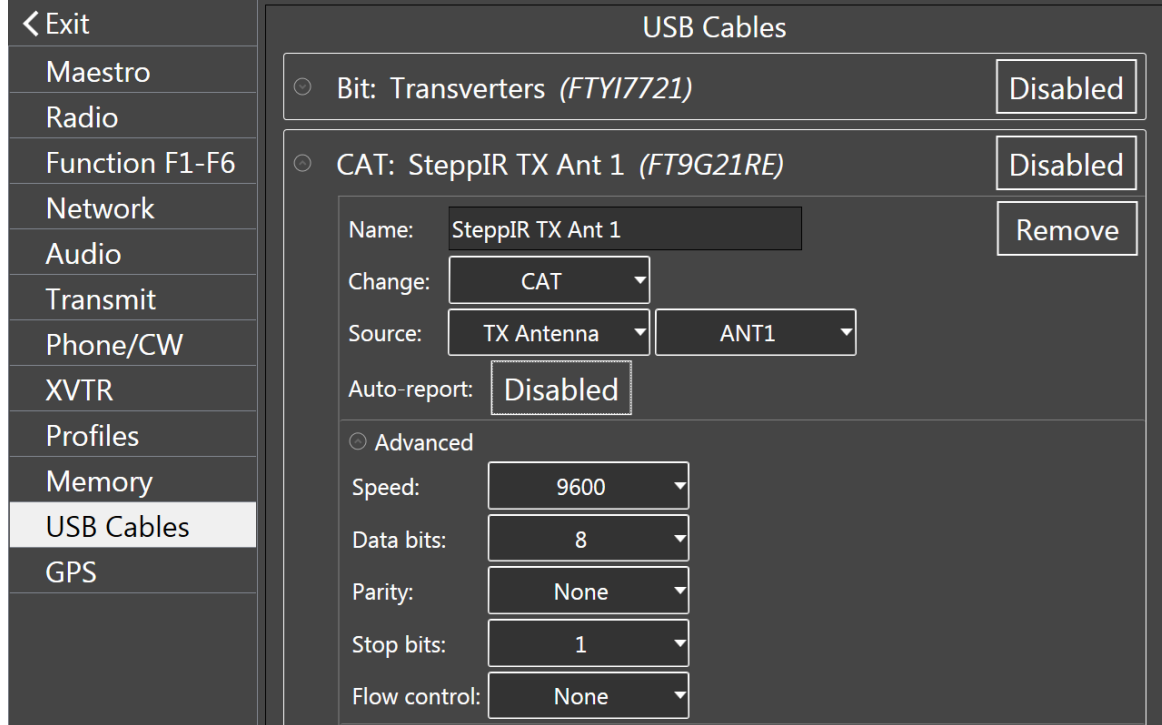 Exit
Maestro
Radio
Function F1-F6
Network
Audio
Transmit
Phone/CW
XVTR
Profiles
Memory
USB Cables
GPS
USB Cables
Bit: Transverters (FTYI7721) Disabled
CAT: SteppIR TX Ant 1 (FT9G21RE) Disabled
Name: SteppIR TX Ant 1 Remove
Change: CAT
Source: TX Antenna ANT1
Auto-report: Disabled
Advanced
Speed: 9600
Data bits: 8
Parity: None
Stop bits: 1
Flow control: None